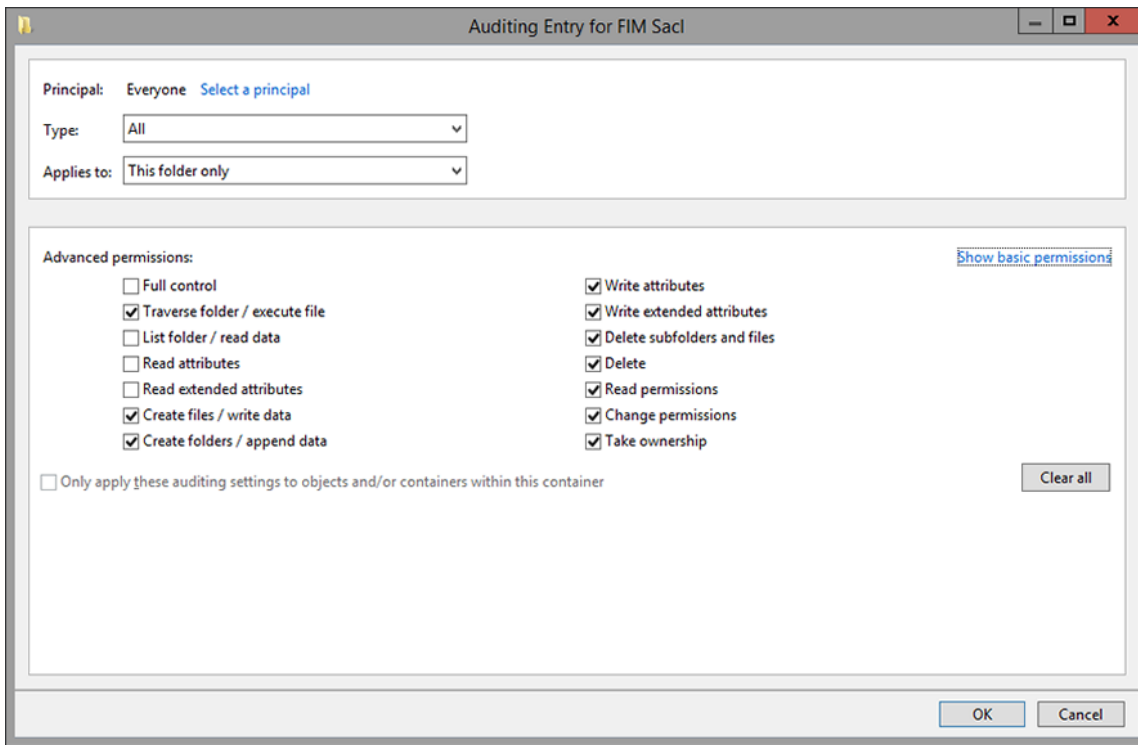 Auditing Entry for FIM Sacl
Principal: Everyone Select a principal
Type: All
Applies to: This folder only
Advanced permissions: Show basic permissions
Full control Write attributes
Traverse folder / execute file Write extended attributes
List folder / read data Delete subfolders and files
Read attributes Delete
Read extended attributes Read permissions
Create files / write data Change permissions
Create folders / append data Take ownership
Only apply these auditing settings to objects and/or containers within this container Clear all
OK Cancel